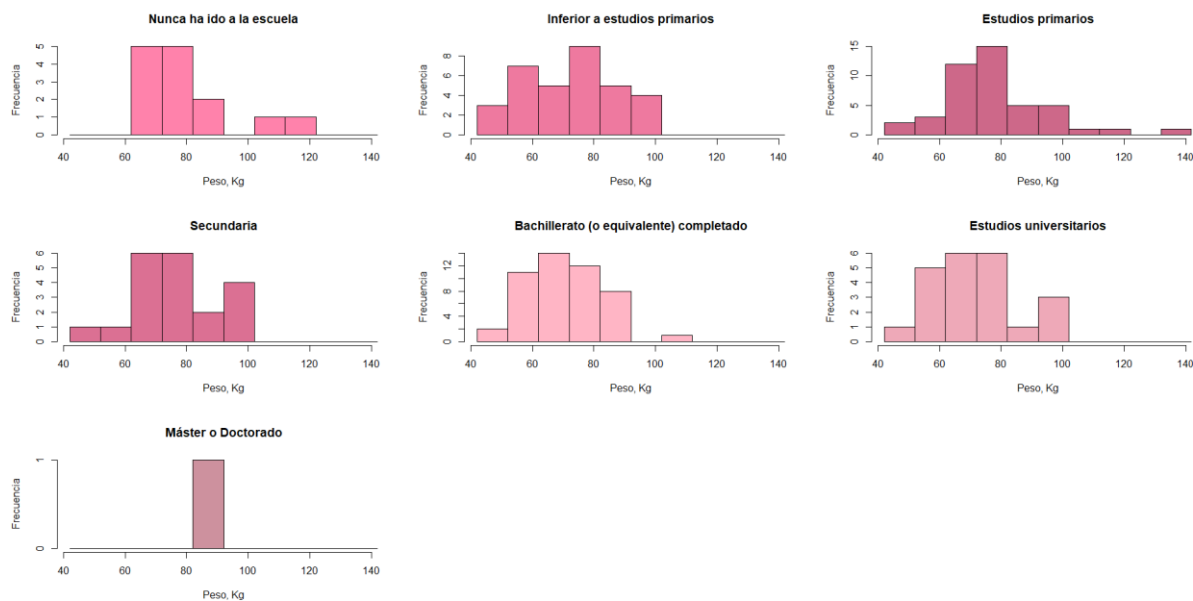 Nunca ha ido a la escuela
Frecuencia
0 1 2 3 4 5
40 60 80 100 120 140
Peso, Kg
Inferior a estudios primarios
Frecuencia
0 2 4 6 8
40 60 80 100 120 140
Peso, Kg
Estudios primarios
Frecuencia
0 5 10 15
40 60 80 100 120 140
Peso, Kg
Secundaria
Frecuencia
0 1 2 3 4 5 6
40 60 80 100 120 140
Peso, Kg
Bachillerato (o equivalente) completado
Frecuencia
0 2 4 6 8 12
40 60 80 100 120 140
Peso, Kg
Estudios universitarios
Frecuencia
0 1 2 3 4 5 6
40 60 80 100 120 140
Peso, Kg
Máster o Doctorado
Frecuencia
0 1
40 60 80 100 120 140
Peso, Kg